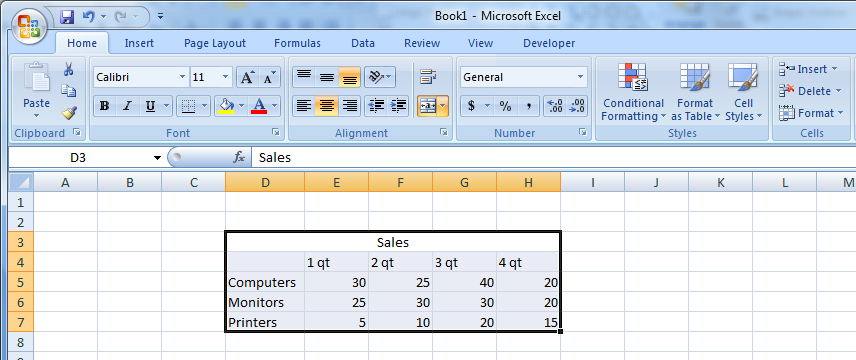 Book1 - Microsoft Excel
Home Insert Page Layout Formulas Data Review View Developer
Paste
Calibri 11 A A
B I U A
General
$ % , .00 .0
Conditional Formatting
Format as Table
Cell Styles
Insert
Delete
Format
Clipboard Font Alignment Number Styles Cells
D3 fx Sales
A B C D E F G H I J K L M
1
2
3 Sales
4 1 qt 2 qt 3 qt 4 qt
5 Computers 30 25 40 20
6 Monitors 25 30 30 20
7 Printers 5 10 20 15
8